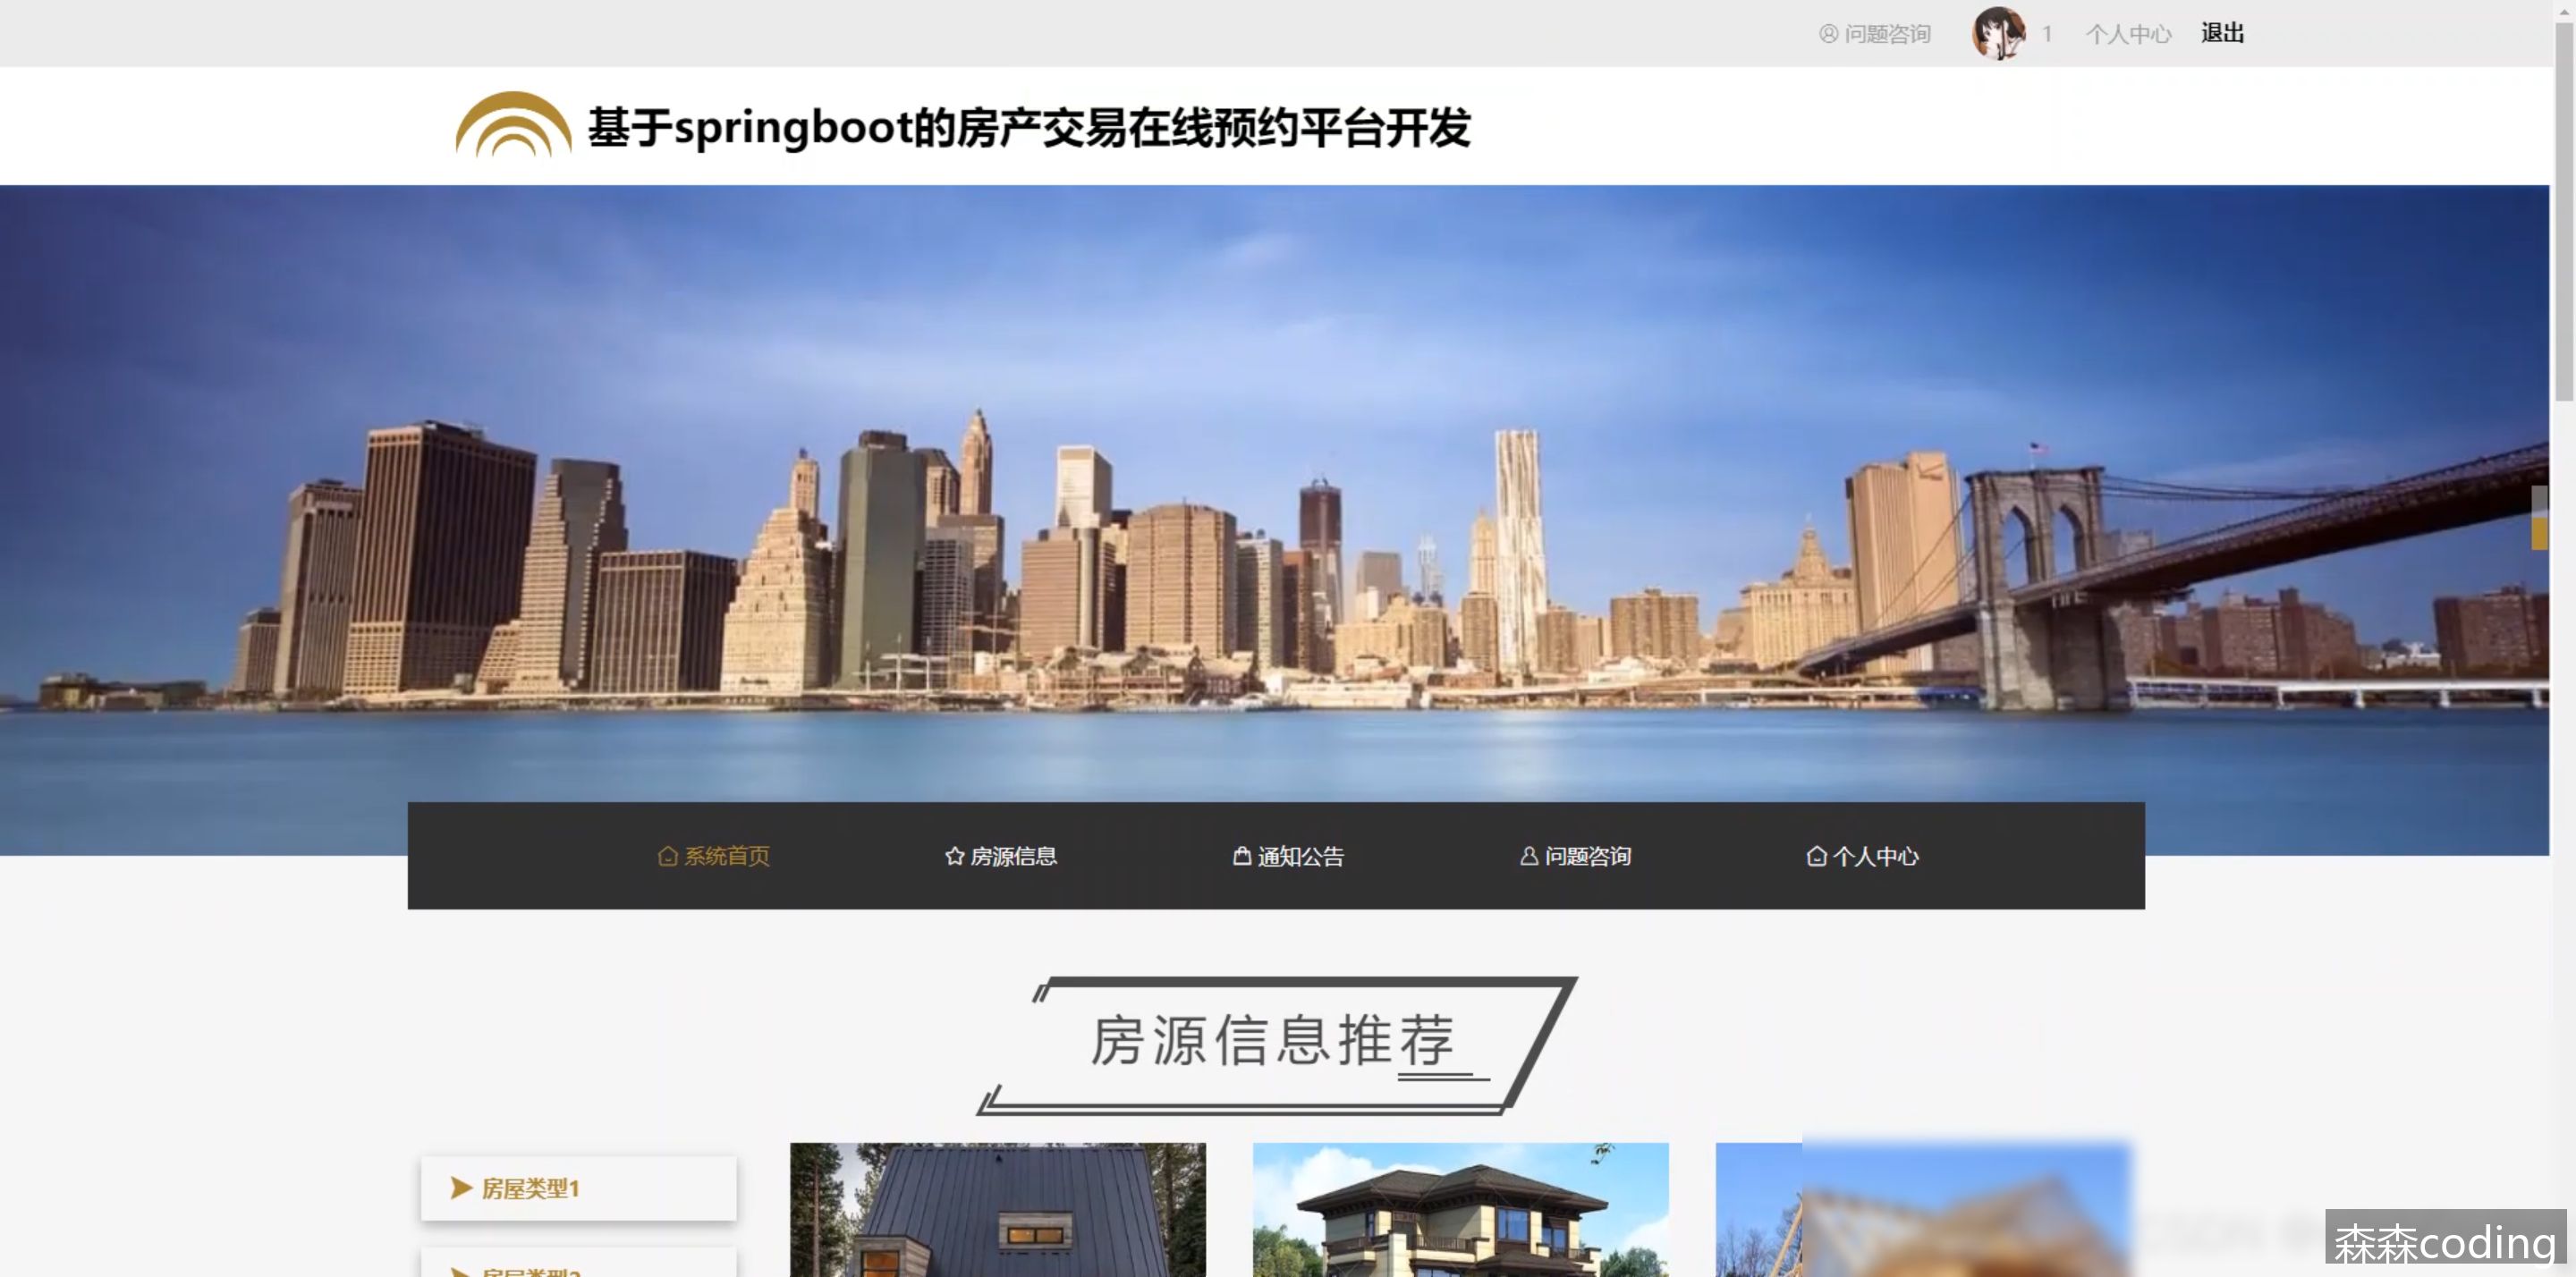 问题咨询 1 个人中心 退出
基于springboot的房产交易在线预约平台开发
系统首页 房源信息 通知公告 问题咨询 个人中心
房源信息推荐
房屋类型1
森森coding